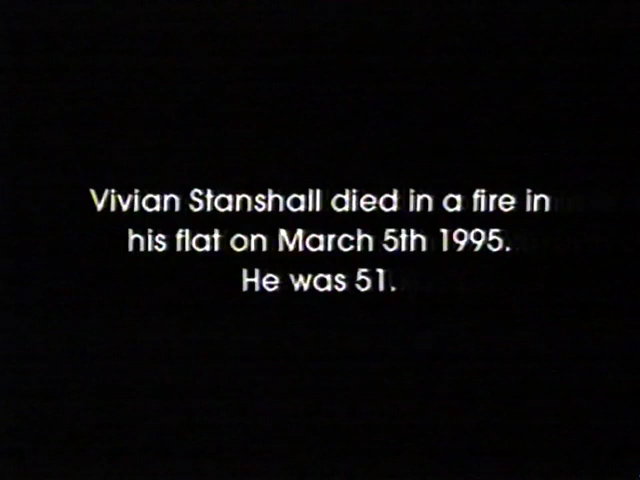 Vivian Stanshall died in a fire in
his flat on March 5th 1995.
He was 51.